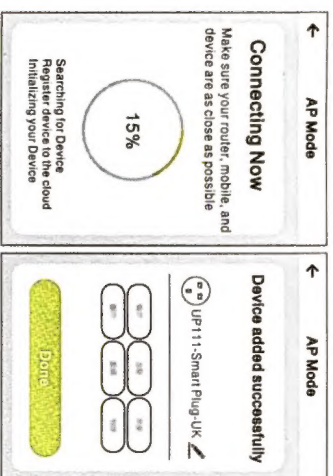 AP Mode
Connecting Now
Make sure your router, mobile, and
device are as close as possible
15%
Searching for Device
Register device to the cloud
Initializing your Device
AP Mode
Device added successfully
UP111-Smart Plug-UK
Done